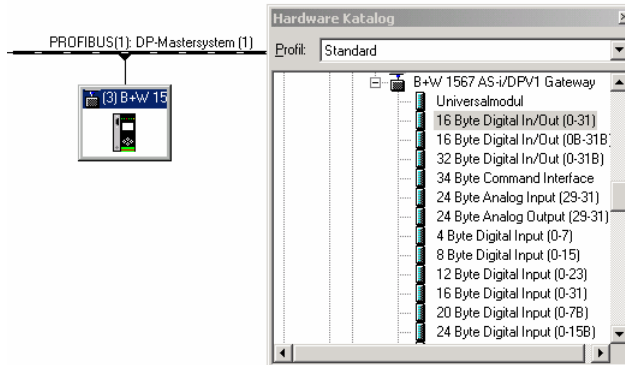 PROFIBUS(1): DP-Mastersystem (1)
(3) B+W 15
Hardware Katalog
Profil: Standard
B+W 1567 AS-i/DPV1 Gateway
Universalmodul
16 Byte Digital In/Out (0-31)
16 Byte Digital In/Out (0B-31B)
32 Byte Digital In/Out (0-31B)
34 Byte Command Interface
24 Byte Analog Input (29-31)
24 Byte Analog Output (29-31)
4 Byte Digital Input (0-7)
8 Byte Digital Input (0-15)
12 Byte Digital Input (0-23)
16 Byte Digital Input (0-31)
20 Byte Digital Input (0-7B)
24 Byte Digital Input (0-15B)